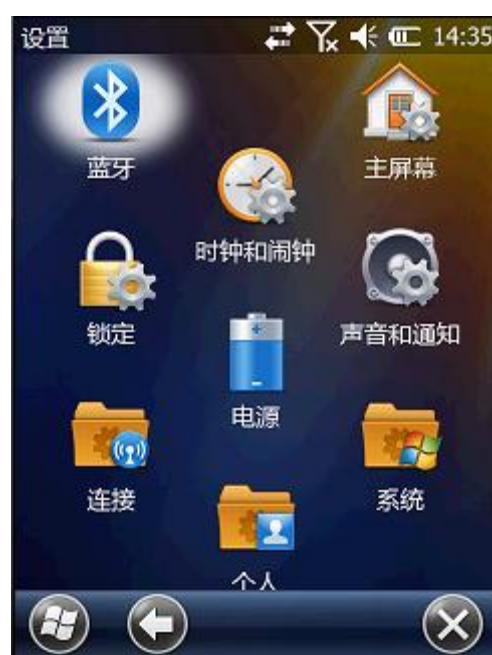 设置 14:35
蓝牙
主屏幕
时钟和闹钟
锁定
声音和通知
电源
连接
系统
个人